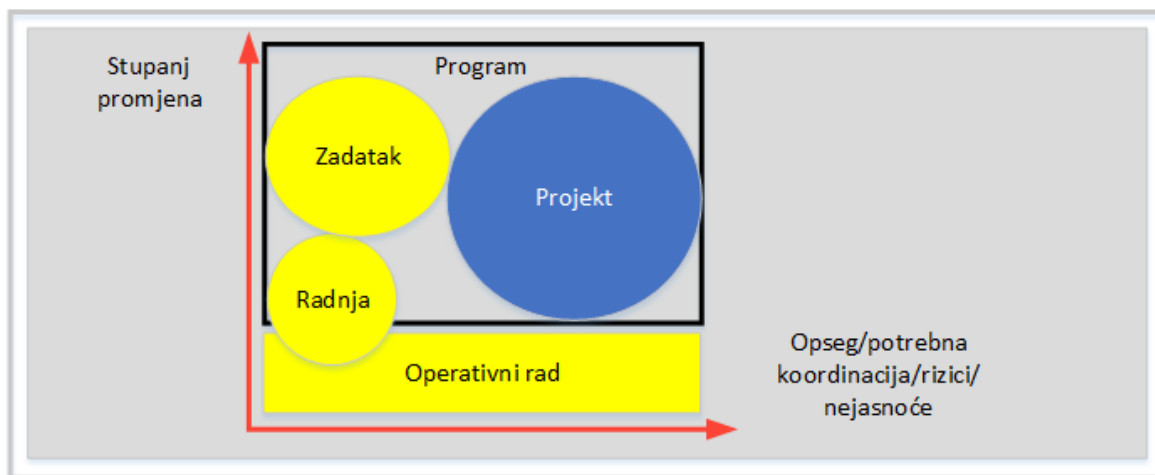 Stupanj
promjena
Program
Zadatak
Projekt
Radnja
Operativni rad
Opseg/potrebna
koordinacija/rizici/
nejasnoće